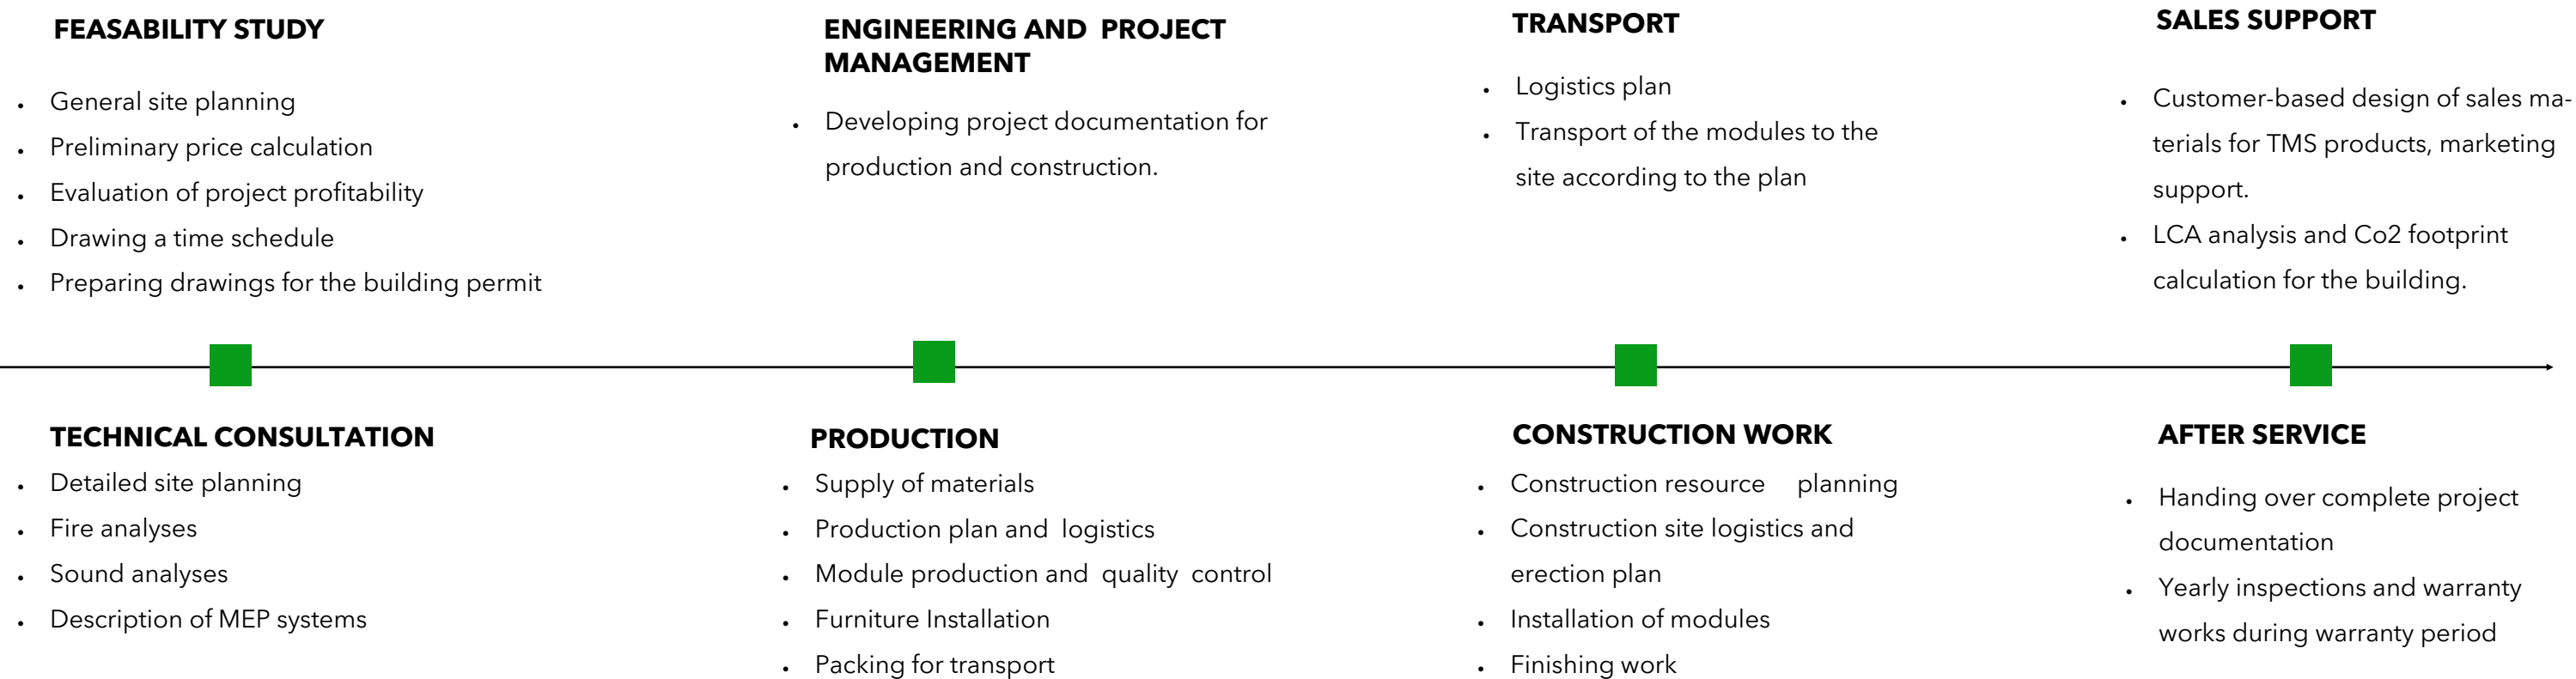 FEASABILITY STUDY
• General site planning
• Preliminary price calculation
• Evaluation of project profitability
• Drawing a time schedule
• Preparing drawings for the building permit
ENGINEERING AND PROJECT
MANAGEMENT
• Developing project documentation for
production and construction.
TRANSPORT
• Logistics plan
• Transport of the modules to the
site according to the plan
SALES SUPPORT
• Customer-based design of sales ma-
terials for TMS products, marketing
support.
• LCA analysis and Co2 footprint
calculation for the building.
TECHNICAL CONSULTATION
• Detailed site planning
• Fire analyses
• Sound analyses
• Description of MEP systems
PRODUCTION
• Supply of materials
• Production plan and logistics
• Module production and quality control
• Furniture Installation
• Packing for transport
CONSTRUCTION WORK
• Construction resource planning
• Construction site logistics and
erection plan
• Installation of modules
• Finishing work
AFTER SERVICE
• Handing over complete project
documentation
• Yearly inspections and warranty
works during warranty period